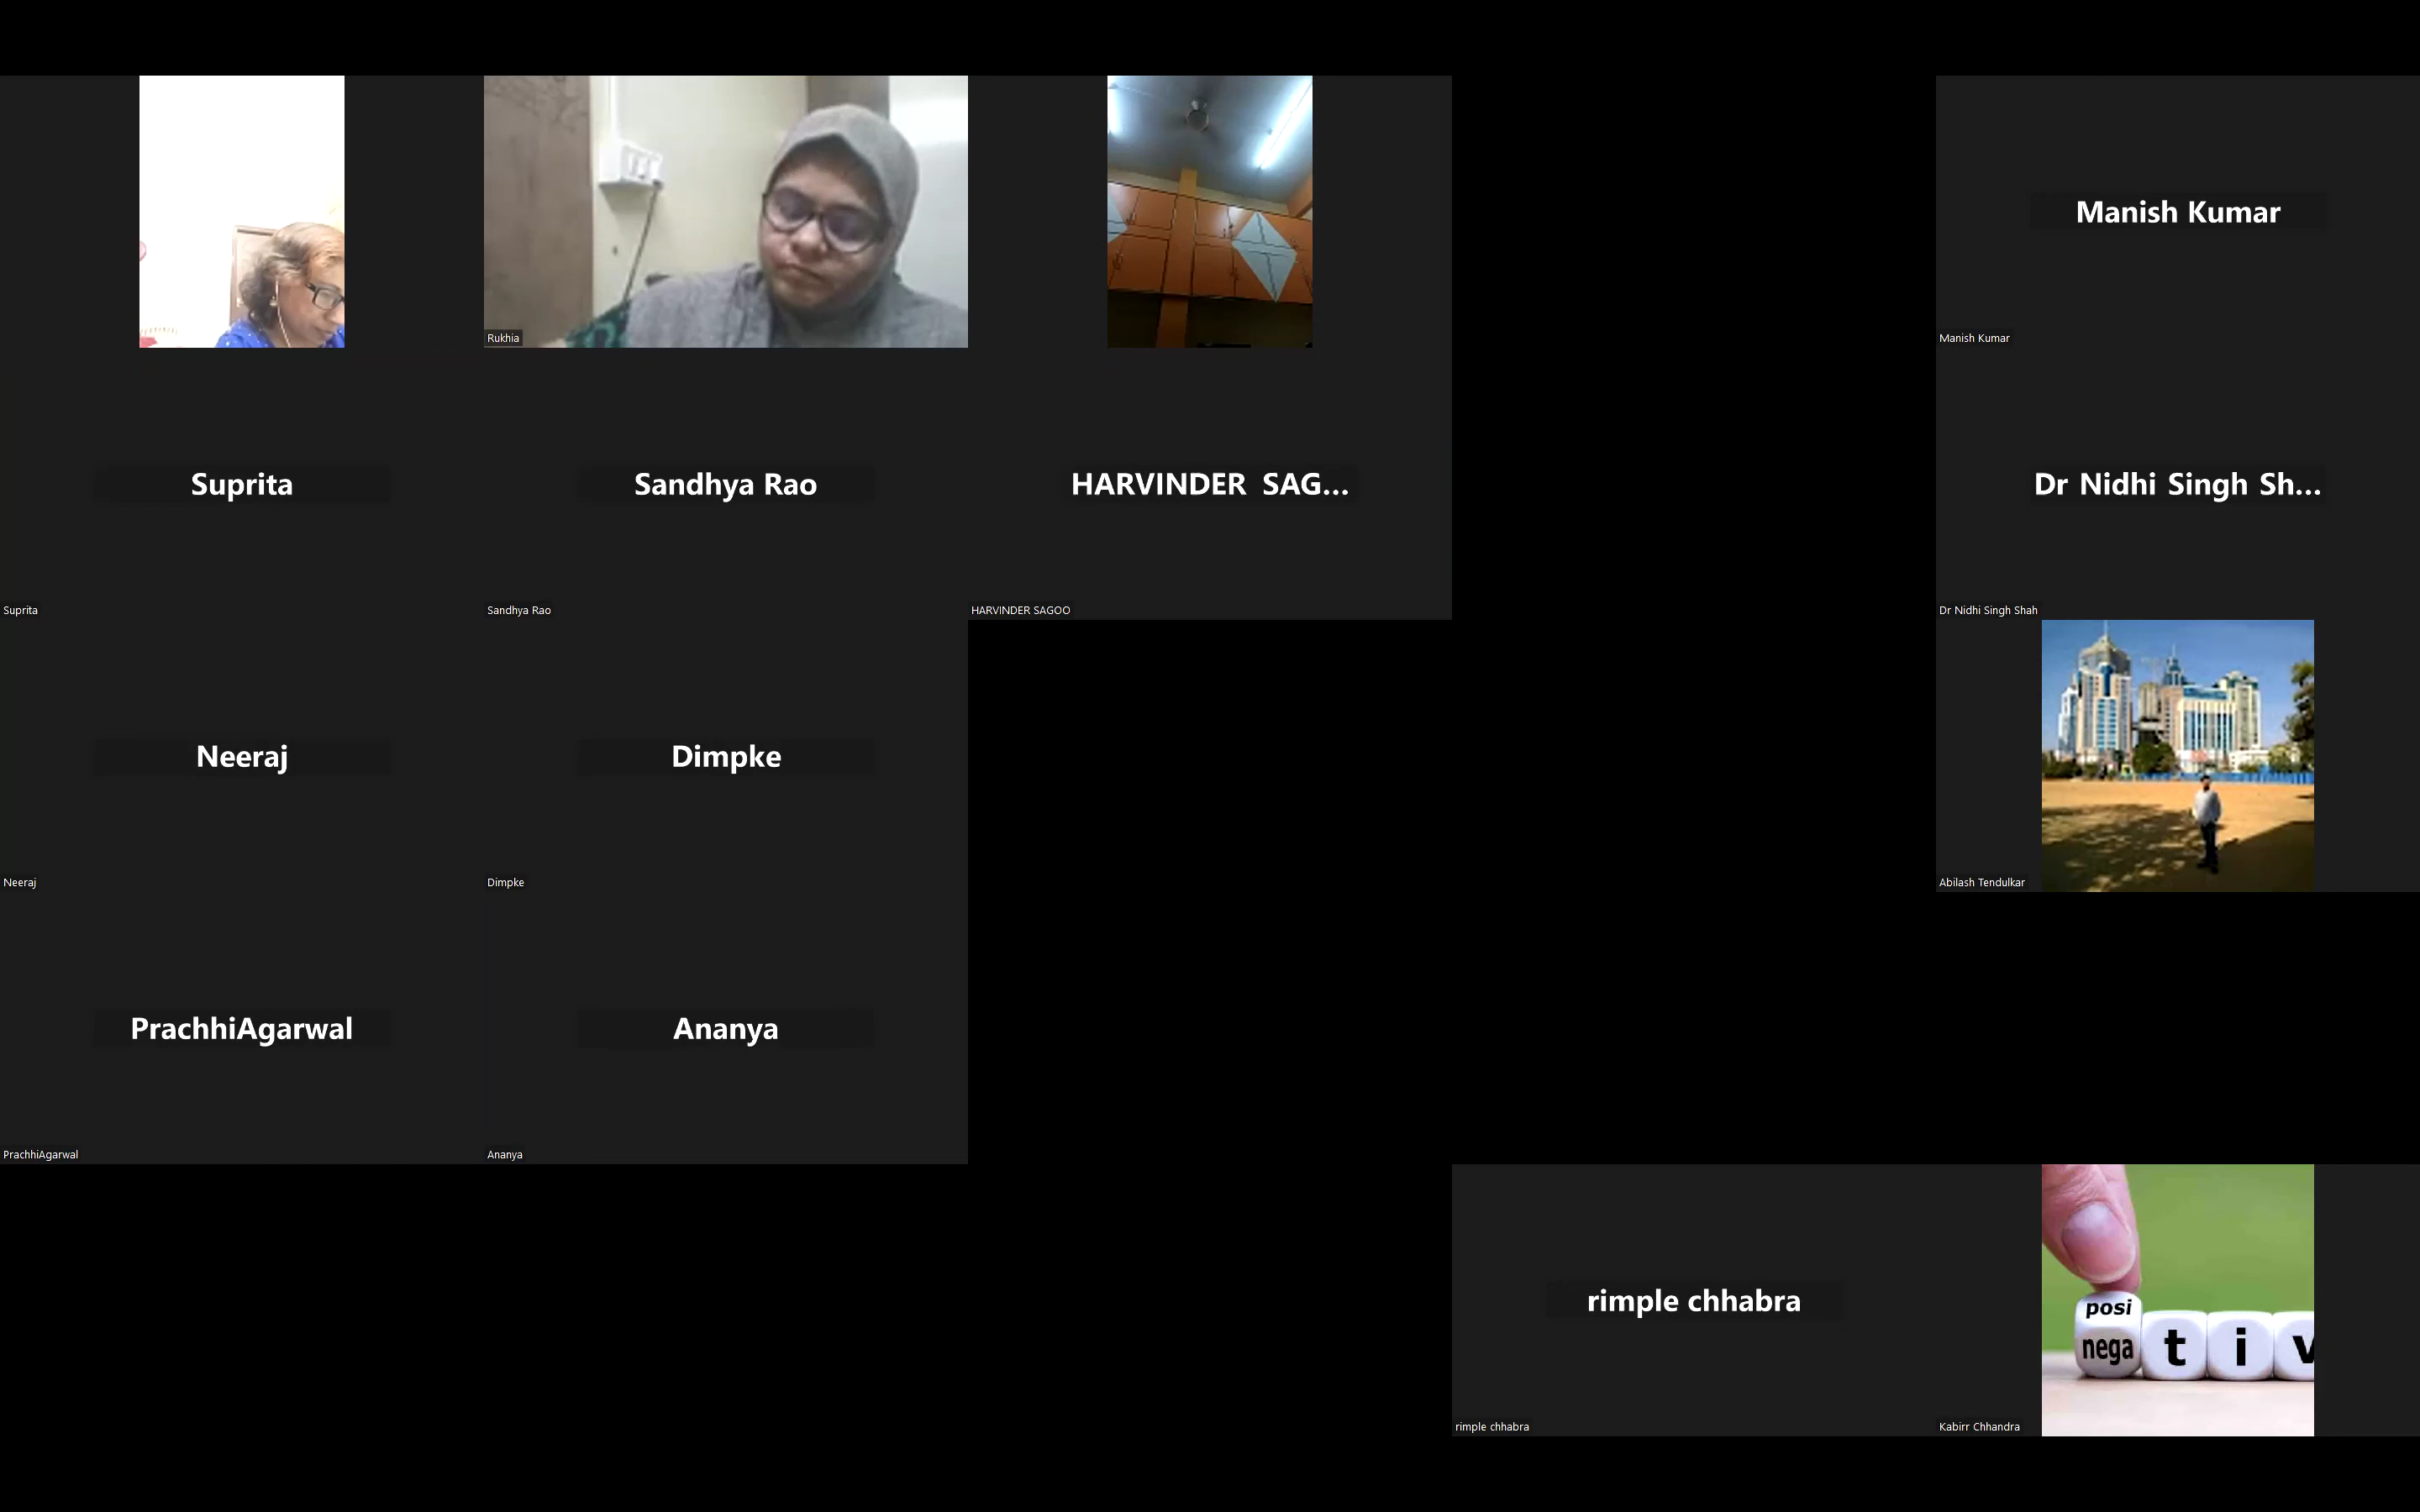 Rukhia
Manish Kumar
Manish Kumar
Suprita
Suprita
Sandhya Rao
Sandhya Rao
HARVINDER SAG...
HARVINDER SAGOO
Dr Nidhi Singh Sh...
Dr Nidhi Singh Shah
Neeraj
Neeraj
Dimpke
Dimpke
Abilash Tendulkar
PrachhiAgarwal
PrachhiAgarwal
Ananya
Ananya
rimple chhabra
rimple chhabra
posi
nega t i v
Kabirr Chhandra